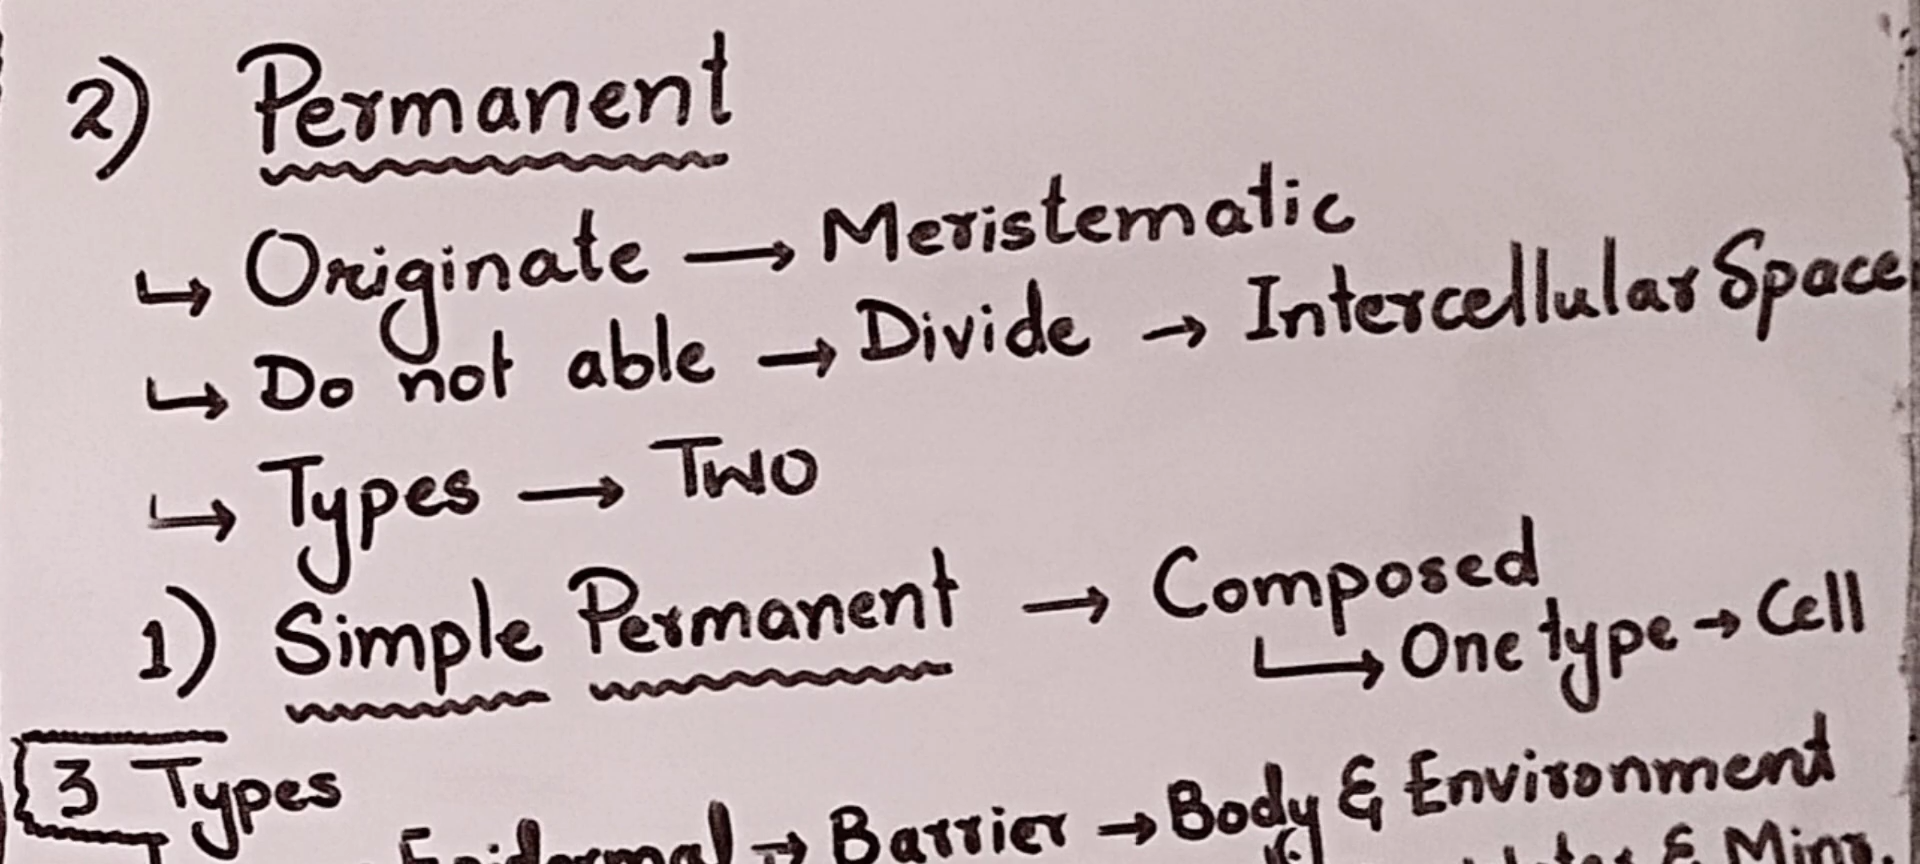 2) Permanent
↳ Originate → Meristematic
↳ Do not able → Divide → Intercellular Space
↳ Types → Two
1) Simple Permanent → Composed
↳ One type → Cell
3 Types
Epidermal → Barrier → Body & Environment
&